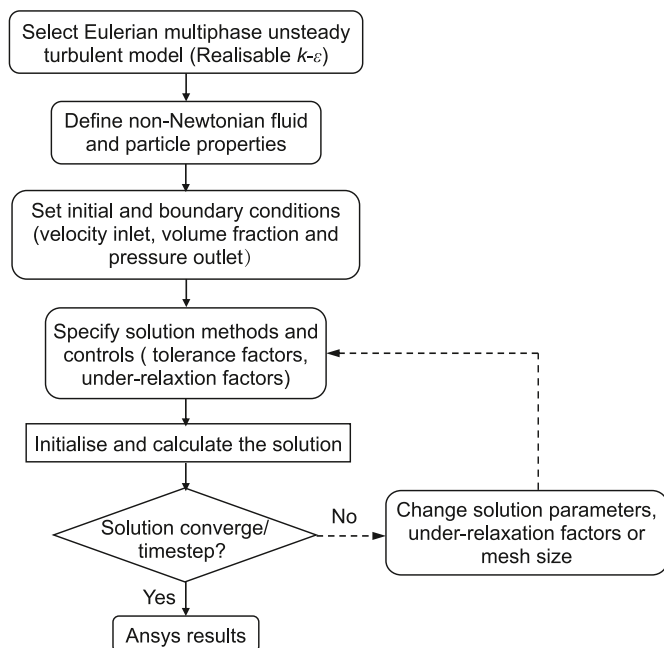 Select Eulerian multiphase unsteady
turbulent model (Realisable k-ε)
Define non-Newtonian fluid
and particle properties
Set initial and boundary conditions
(velocity inlet, volume fraction and
pressure outlet)
Specify solution methods and
controls ( tolerance factors,
under-relaxtion factors)
Initialise and calculate the solution
Solution converge/
timestep?
No
Change solution parameters,
under-relaxation factors or
mesh size
Yes
Ansys results